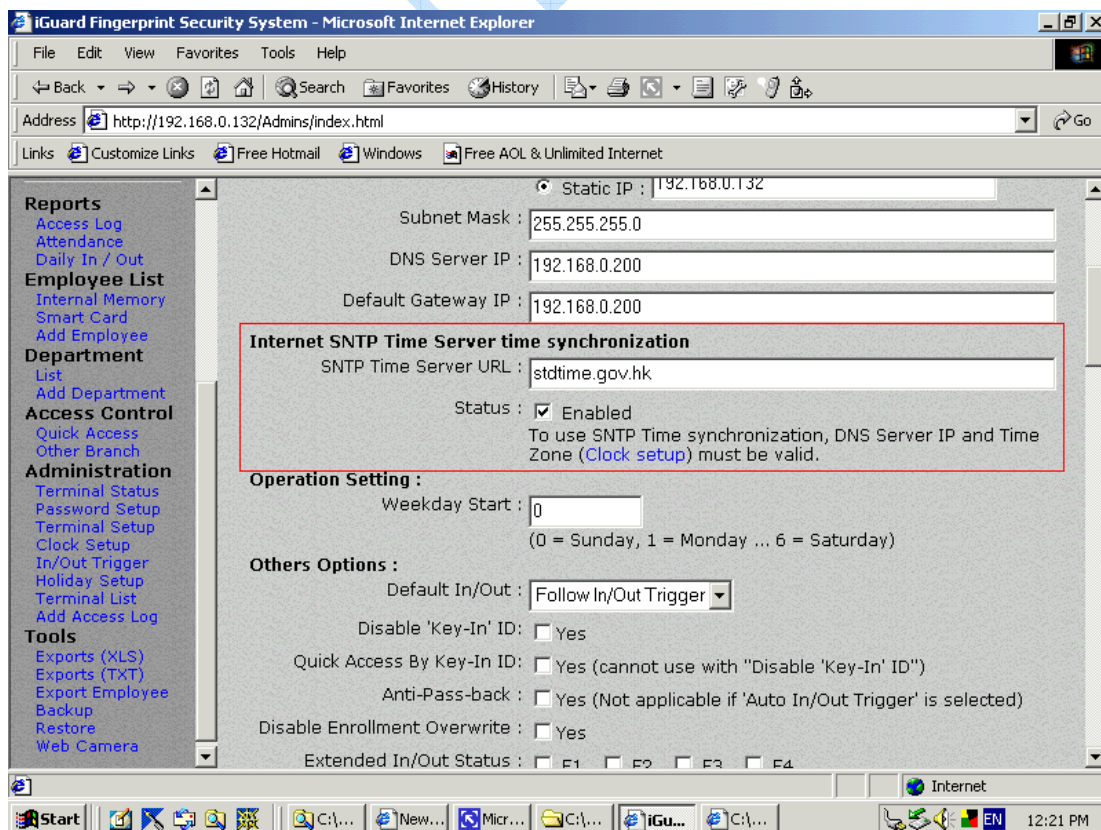 iGuard Fingerprint Security System - Microsoft Internet Explorer
File Edit View Favorites Tools Help
Back Search Favorites History
Address http://192.168.0.132/Admins/index.html Go
Links Customize Links Free Hotmail Windows Free AOL & Unlimited Internet
Reports
Access Log
Attendance
Daily In / Out
Employee List
Internal Memory
Smart Card
Add Employee
Department
List
Add Department
Access Control
Quick Access
Other Branch
Administration
Terminal Status
Password Setup
Terminal Setup
Clock Setup
In/Out Trigger
Holiday Setup
Terminal List
Add Access Log
Tools
Exports (XLS)
Exports (TXT)
Export Employee
Backup
Restore
Web Camera
Static IP : 192.168.0.132
Subnet Mask : 255.255.255.0
DNS Server IP : 192.168.0.200
Default Gateway IP : 192.168.0.200
Internet SNTP Time Server time synchronization
SNTP Time Server URL : stdtime.gov.hk
Status : Enabled
To use SNTP Time synchronization, DNS Server IP and Time
Zone (Clock setup) must be valid.
Operation Setting :
Weekday Start : 0
(0 = Sunday, 1 = Monday ... 6 = Saturday)
Others Options :
Default In/Out : Follow In/Out Trigger
Disable 'Key-In' ID: Yes
Quick Access By Key-In ID: Yes (cannot use with "Disable 'Key-In' ID")
Anti-Pass-back : Yes (Not applicable if 'Auto In/Out Trigger' is selected)
Disable Enrollment Overwrite : Yes
Extended In/Out Status : F1 F2 F3 F4
Internet
Start C:\... New... Micr... C:\... iGu... C:\... EN 12:21 PM